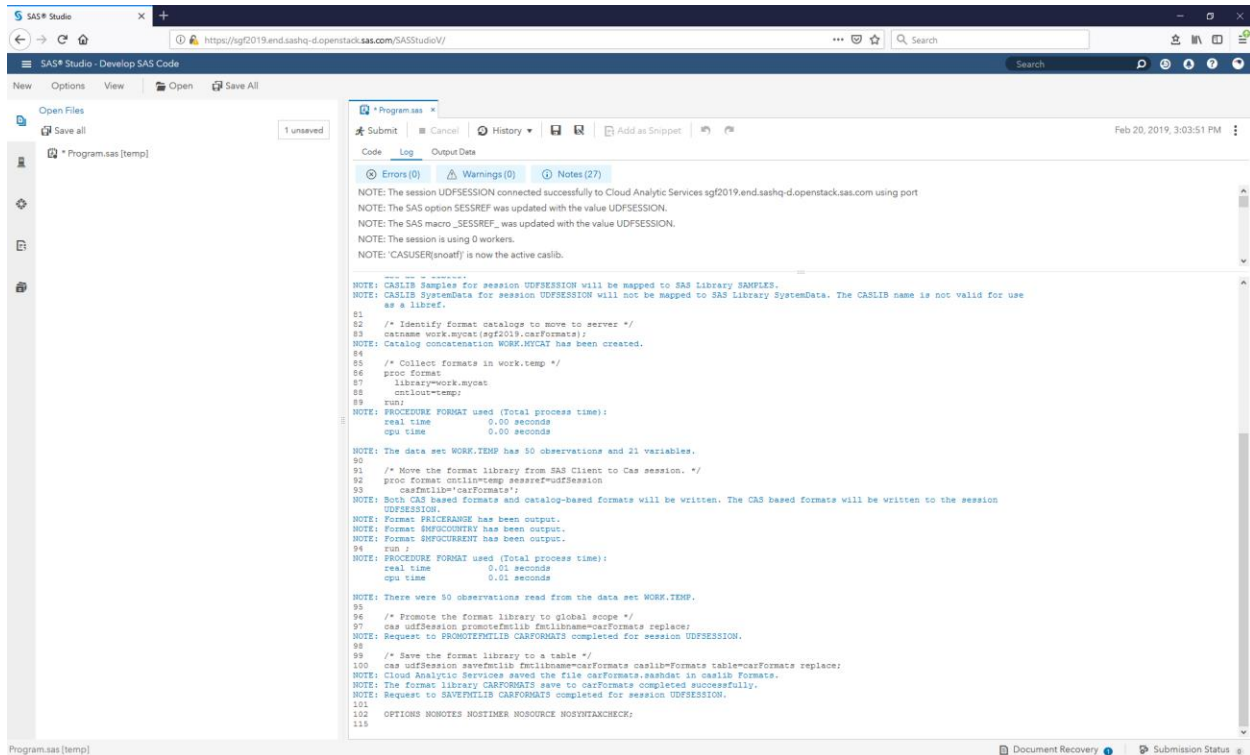 SAS® Studio
https://sgf2019.end.sashq-d.openstack.sas.com/SASStudioV/
Search
SAS® Studio - Develop SAS Code
Search
New Options View Open Save All
Open Files
Save all
1 unsaved
* Program.sas [temp]
* Program.sas
Submit Cancel History Add as Snippet
Feb 20, 2019, 3:03:51 PM
Code Log Output Data
Errors (0) Warnings (0) Notes (27)
NOTE: The session UDFSESSION connected successfully to Cloud Analytic Services sgf2019.end.sashq-d.openstack.sas.com using port
NOTE: The SAS option SESSREF was updated with the value UDFSESSION.
NOTE: The SAS macro _SESSREF_ was updated with the value UDFSESSION.
NOTE: The session is using 0 workers.
NOTE: 'CASUSER(snoatf)' is now the active caslib.
NOTE: CASLIB Samples for session UDFSESSION will be mapped to SAS Library SAMPLES.
NOTE: CASLIB SystemData for session UDFSESSION will not be mapped to SAS Library SystemData. The CASLIB name is not valid for use
as a libref.
81
82 /* Identify format catalogs to move to server */
83 catname work.mycat(sgf2019.carFormats);
NOTE: Catalog concatenation WORK.MYCAT has been created.
84
85 /* Collect formats in work.temp */
86 proc format
87 library=work.mycat
88 cntlout=temp;
89 run;
NOTE: PROCEDURE FORMAT used (Total process time):
real time 0.00 seconds
cpu time 0.00 seconds
NOTE: The data set WORK.TEMP has 50 observations and 21 variables.
90
91 /* Move the format library from SAS Client to Cas session. */
92 proc format cntlin=temp sessref=udfSession
93 casfmtlib='carFormats';
NOTE: Both CAS based formats and catalog-based formats will be written. The CAS based formats will be written to the session
UDFSESSION.
NOTE: Format PRICERANGE has been output.
NOTE: Format $MFGCOUNTRY has been output.
NOTE: Format $MFGCURRENT has been output.
94 run ;
NOTE: PROCEDURE FORMAT used (Total process time):
real time 0.01 seconds
cpu time 0.01 seconds
NOTE: There were 50 observations read from the data set WORK.TEMP.
95
96 /* Promote the format library to global scope */
97 cas udfSession promotefmtlib fmtlibname=carFormats replace;
NOTE: Request to PROMOTEFMTLIB CARFORMATS completed for session UDFSESSION.
98
99 /* Save the format library to a table */
100 cas udfSession savefmtlib fmtlibname=carFormats caslib=Formats table=carFormats replace;
NOTE: Cloud Analytic Services saved the file carFormats.sashdat in caslib Formats.
NOTE: The format library CARFORMATS save to carFormats completed successfully.
NOTE: Request to SAVEFMTLIB CARFORMATS completed for session UDFSESSION.
101
102 OPTIONS NONOTES NOSTIMER NOSOURCE NOSYNTAXCHECK;
115
Program.sas [temp]
Document Recovery 1 Submission Status